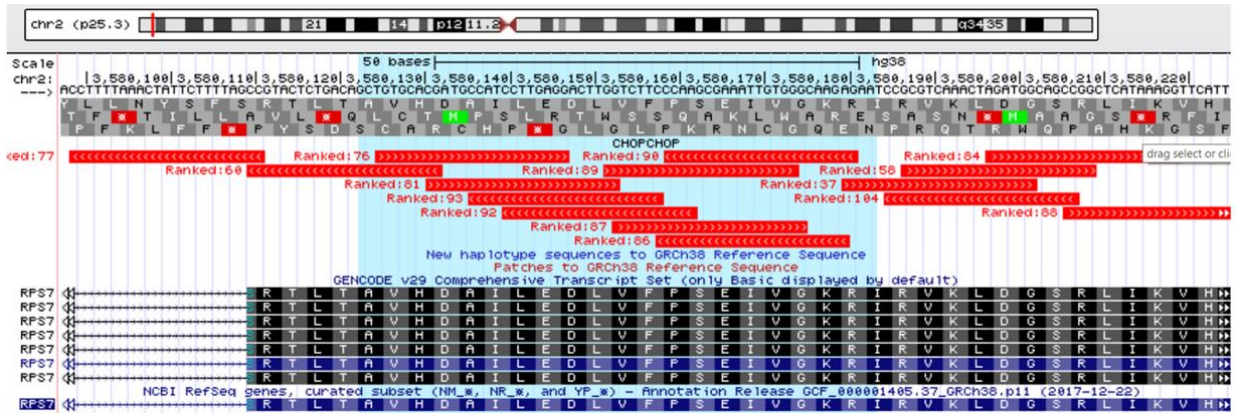 chr2 (p25.3) 21 14 p12 11.2 q34 35
Scale 50 bases hg38
chr2: |3,580,100|3,580,110|3,580,120|3,580,130|3,580,140|3,580,150|3,580,160|3,580,170|3,580,180|3,580,190|3,580,200|3,580,210|3,580,220|
---> ACCTTTTAAACTATTCTTTTAGCCGTACTCTGACAGCTGTGCACGATGCCATCCTTGAGGACTTGGTCTTCCCAAGCGAAATTGTGGGCAAGAGAATCCGCGTCAAACTAGATGGCAGCCGGCTCATAAAGGTTCATT
Y L L N Y S F S R T L T A V H D A I L E D L V F P S E I V G K R I R V K L D G S R L I K V H
T F * T I L L A V L * Q L C T M P S L R T W S S Q A K L W A R E S A S N * M A A G S * R F I
P F K L F F * P Y S D S C A R C H P * G L G L P K R N C G Q E N P R Q T R W Q P A H K G S F
CHOPCHOP
ked:77 Ranked:76 Ranked:90 Ranked:84 drag select or cli
Ranked:60 Ranked:89 Ranked:58
Ranked:81 Ranked:37
Ranked:93 Ranked:104
Ranked:92 Ranked:88
Ranked:87
Ranked:86
New haplotype sequences to GRCh38 Reference Sequence
Patches to GRCh38 Reference Sequence
GENCODE v29 Comprehensive Transcript Set (only Basic displayed by default)
RPS7 S R T L T A V H D A I L E D L V F P S E I V G K R I R V K L D G S R L I K V H
RPS7 S R T L T A V H D A I L E D L V F P S E I V G K R I R V K L D G S R L I K V H
RPS7 S R T L T A V H D A I L E D L V F P S E I V G K R I R V K L D G S R L I K V H
RPS7 S R T L T A V H D A I L E D L V F P S E I V G K R I R V K L D G S R L I K V H
RPS7 S R T L T A V H D A I L E D L V F P S E I V G K R I R V K L D G S R L I K V H
RPS7 S R T L T A V H D A I L E D L V F P S E I V G K R I R V K L D G S R L I K V H
NCBI RefSeq genes, curated subset (NM_*, NR_*, and YP_*) - Annotation Release GCF_000001405.37_GRCh38.p11 (2017-12-22)
RPS7 S R T L T A V H D A I L E D L V F P S E I V G K R I R V K L D G S R L I K V H